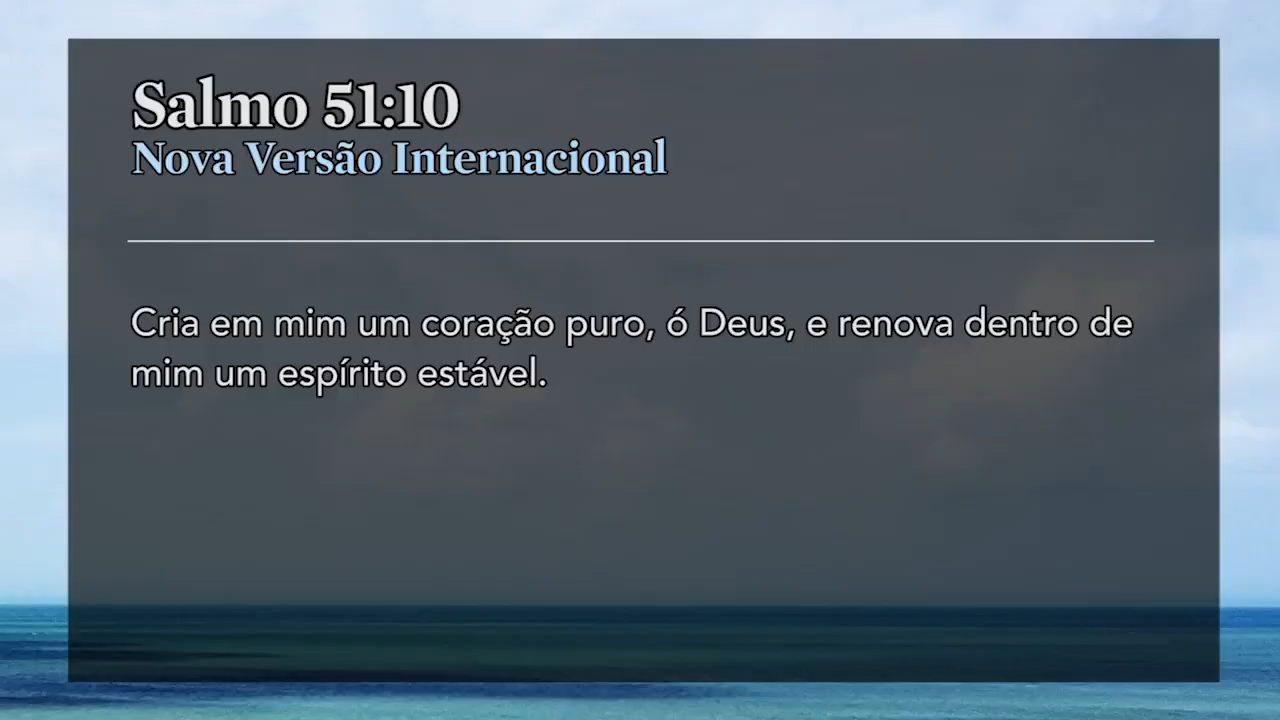 Salmo 51:10
Nova Versão Internacional
Cria em mim um coração puro, ó Deus, e renova dentro de
mim um espírito estável.